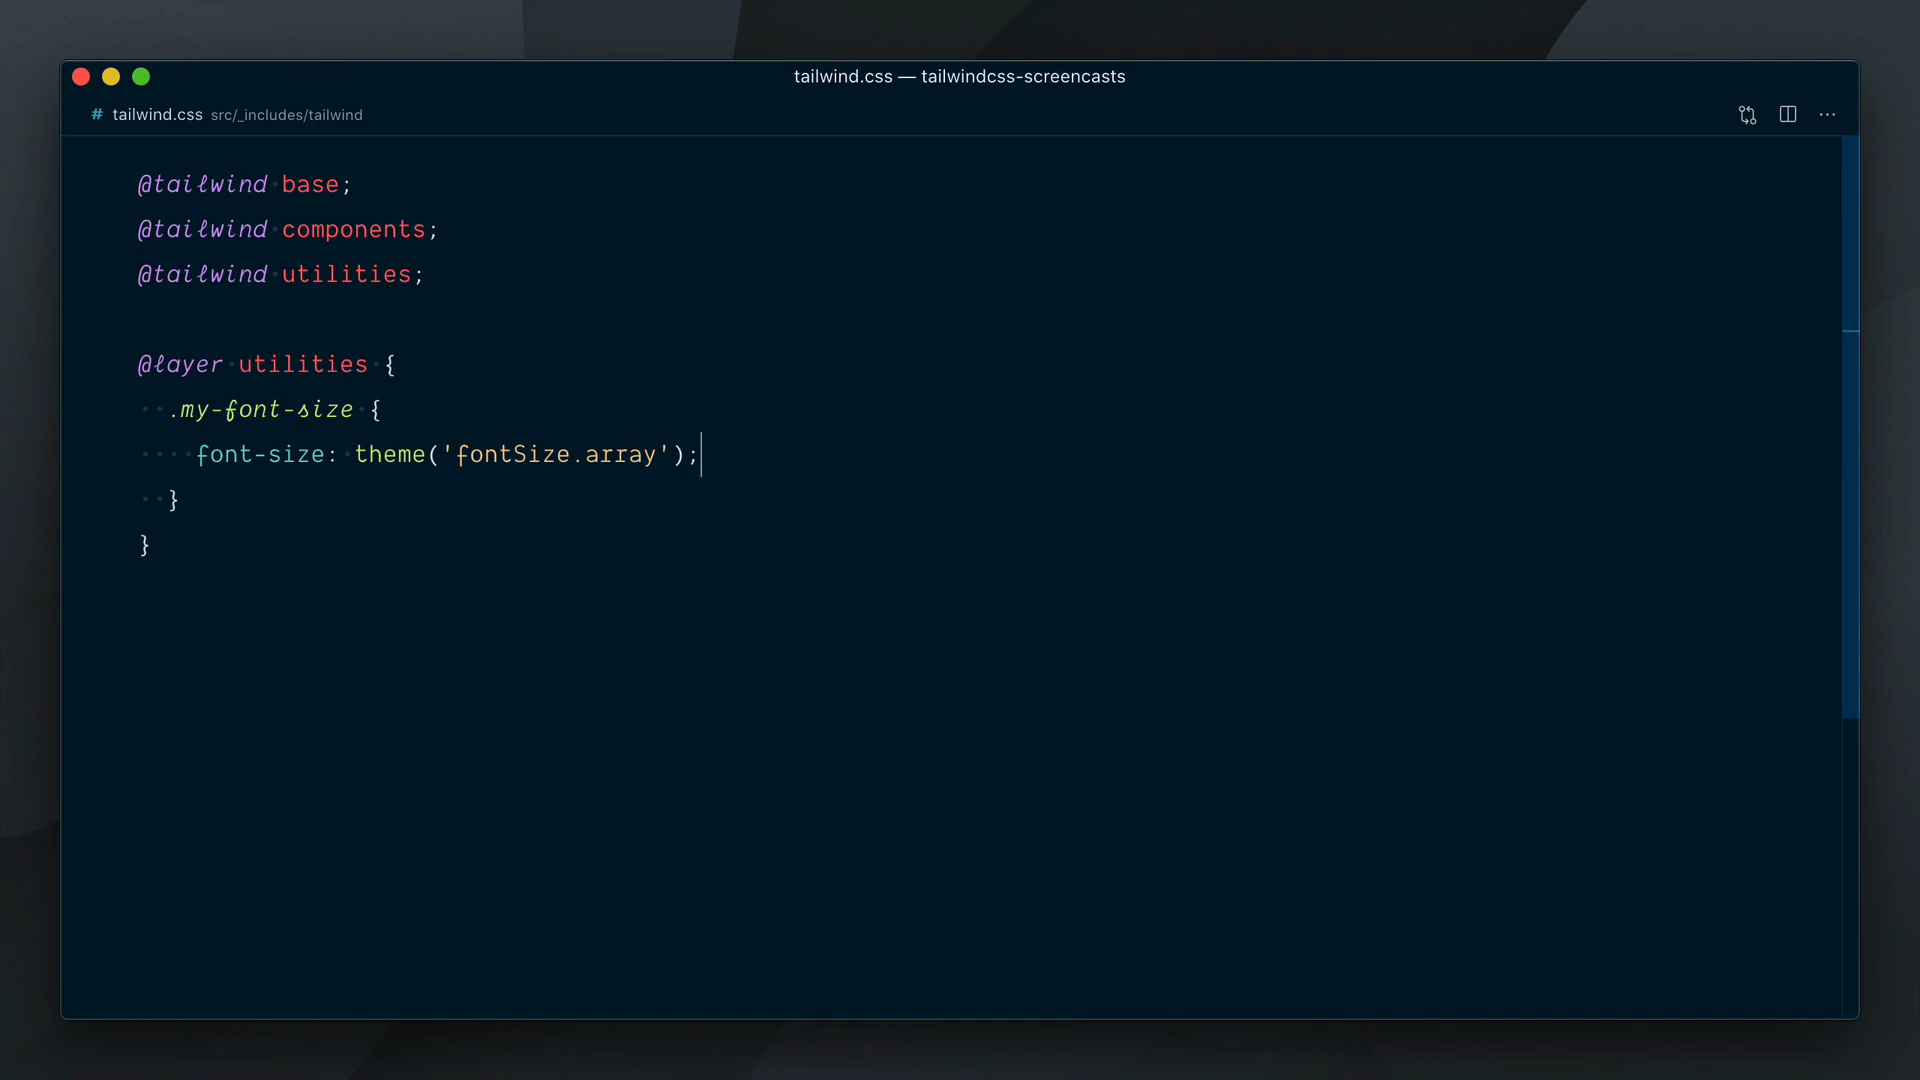 tailwind.css — tailwindcss-screencasts
# tailwind.css src/_includes/tailwind
@tailwind base;
@tailwind components;
@tailwind utilities;
@layer utilities {
  .my-font-size {
    font-size: theme('fontSize.array');
  }
}